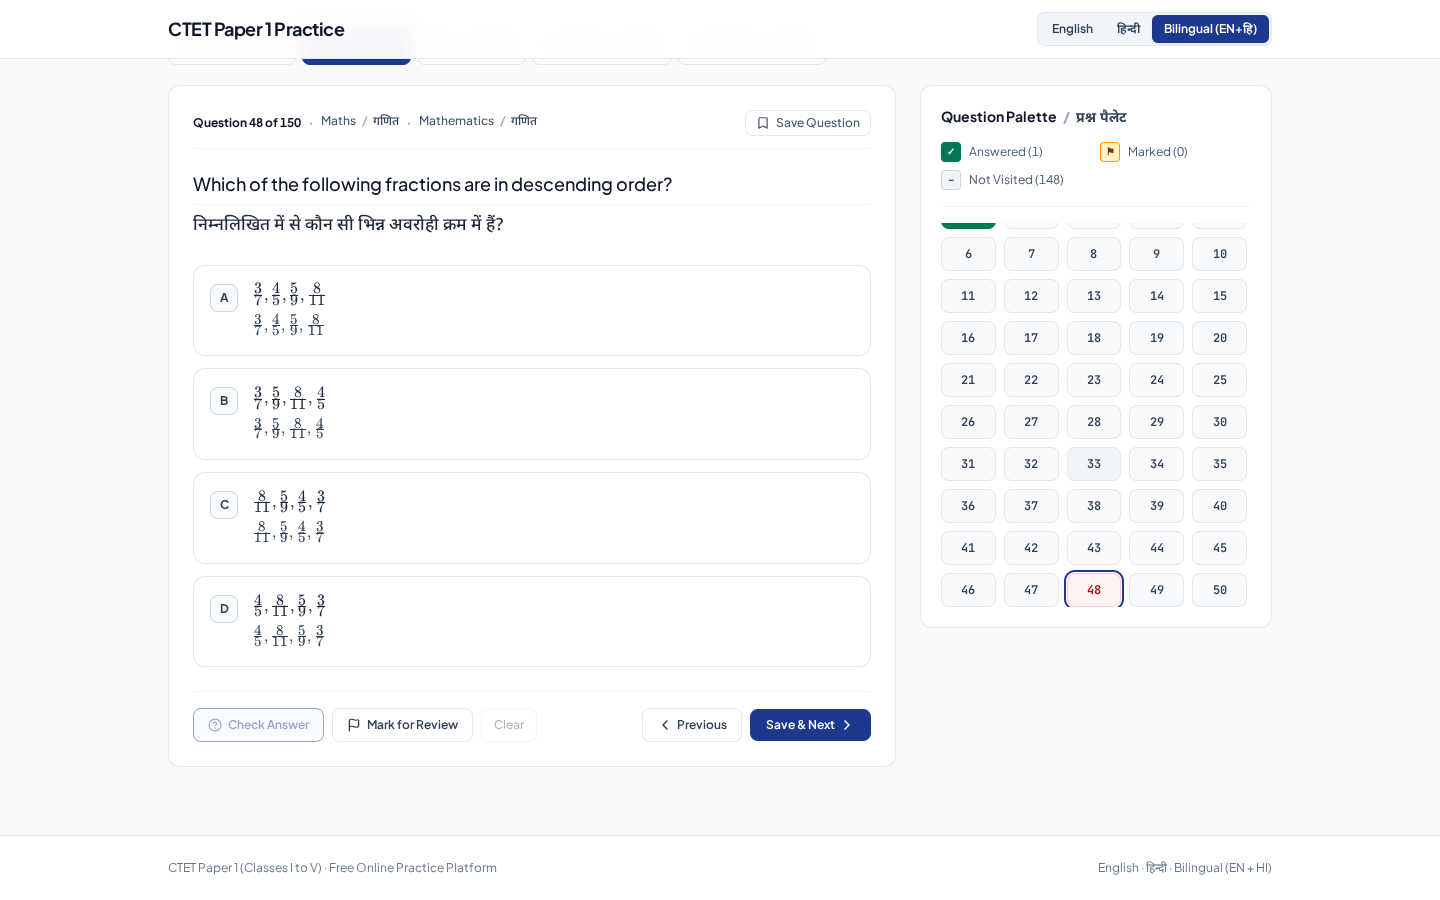 CTET Paper 1 Practice
English हिन्दी Bilingual (EN+हि)
Question 48 of 150 · Maths / गणित · Mathematics / गणित
Save Question
Which of the following fractions are in descending order?
निम्नलिखित में से कौन सी भिन्न अवरोही क्रम में हैं?
A
3/7, 4/5, 5/9, 8/11
3/7, 4/5, 5/9, 8/11
B
3/7, 5/9, 8/11, 4/5
3/7, 5/9, 8/11, 4/5
C
8/11, 5/9, 4/5, 3/7
8/11, 5/9, 4/5, 3/7
D
4/5, 8/11, 5/9, 3/7
4/5, 8/11, 5/9, 3/7
Check Answer Mark for Review Clear Previous Save & Next
Question Palette / प्रश्न पैलेट
✓ Answered (1) Marked (0)
– Not Visited (148)
6 7 8 9 10
11 12 13 14 15
16 17 18 19 20
21 22 23 24 25
26 27 28 29 30
31 32 33 34 35
36 37 38 39 40
41 42 43 44 45
46 47 48 49 50
CTET Paper 1 (Classes I to V) · Free Online Practice Platform
English · हिन्दी · Bilingual (EN + HI)